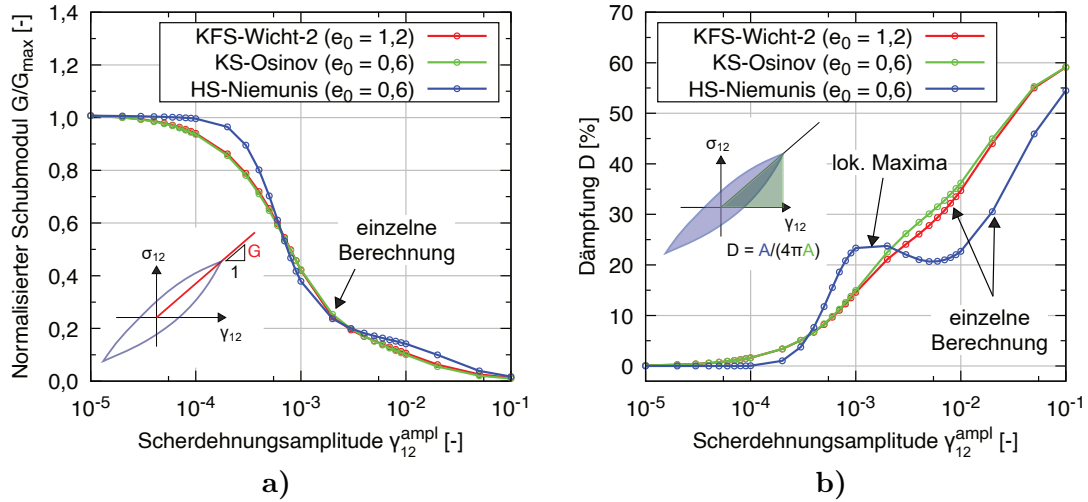 Normalisierter Schubmodul G/Gmax [-]
1,4
1,2
1,0
0,8
0,6
0,4
0,2
0,0
KFS-Wicht-2 (e0 = 1,2)
KS-Osinov (e0 = 0,6)
HS-Niemunis (e0 = 0,6)
einzelne
Berechnung
σ12
G
1
γ12
10-5
10-4
10-3
10-2
10-1
Scherdehnungsamplitude γ12ampl [-]
a)
Dämpfung D [%]
70
60
50
40
30
20
10
0
KFS-Wicht-2 (e0 = 1,2)
KS-Osinov (e0 = 0,6)
HS-Niemunis (e0 = 0,6)
σ12
lok. Maxima
γ12
D = A/(4πA)
einzelne
Berechnung
10-5
10-4
10-3
10-2
10-1
Scherdehnungsamplitude γ12ampl [-]
b)